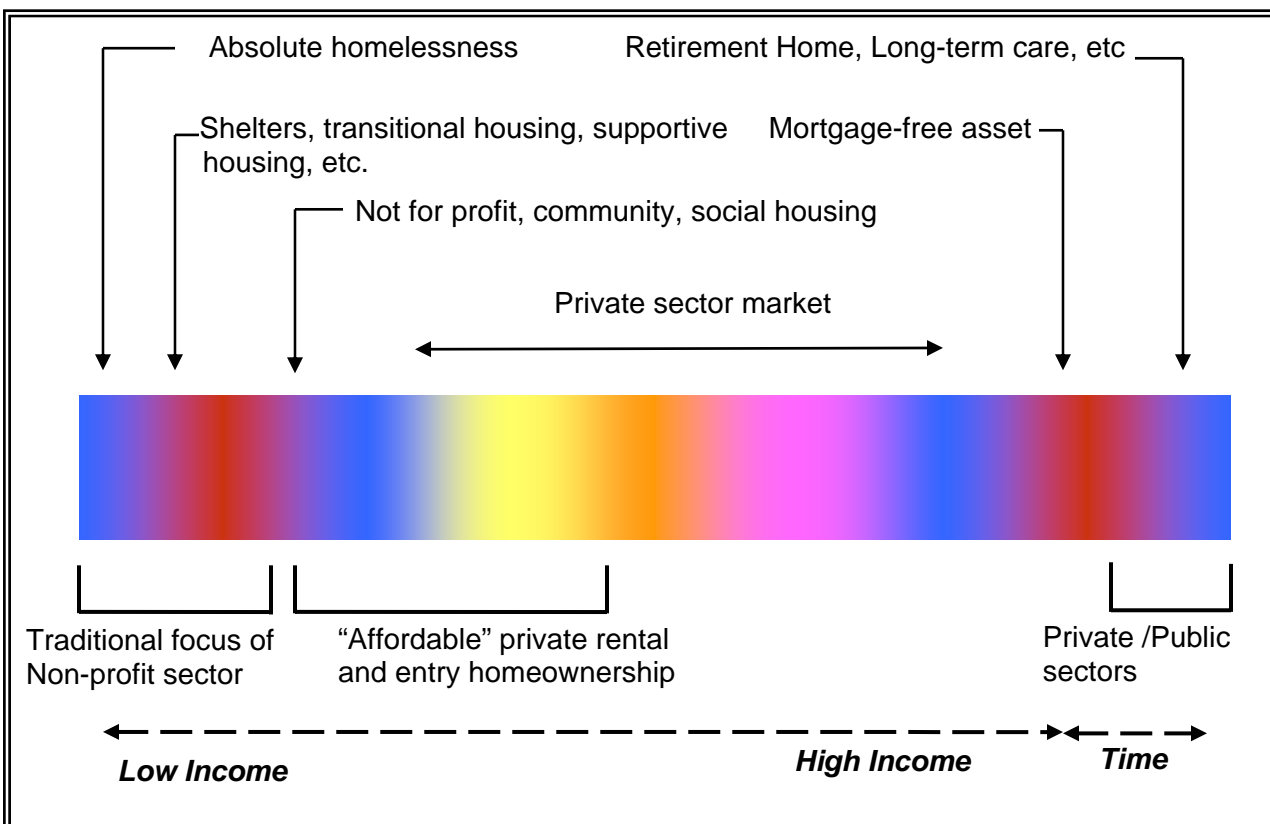 Absolute homelessness
Retirement Home, Long-term care, etc
Shelters, transitional housing, supportive
housing, etc.
Mortgage-free asset
Not for profit, community, social housing
Private sector market
Traditional focus of
Non-profit sector
“Affordable” private rental
and entry homeownership
Private /Public
sectors
Low Income
High Income
Time